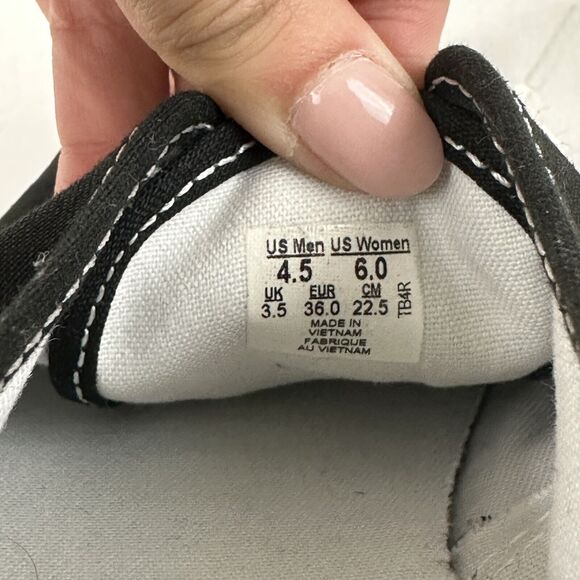 US Men US Women
4.5 6.0
UK EUR CM
3.5 36.0 22.5
MADE IN
VIETNAM
FABRIQUE
AU VIETNAM
TB4R